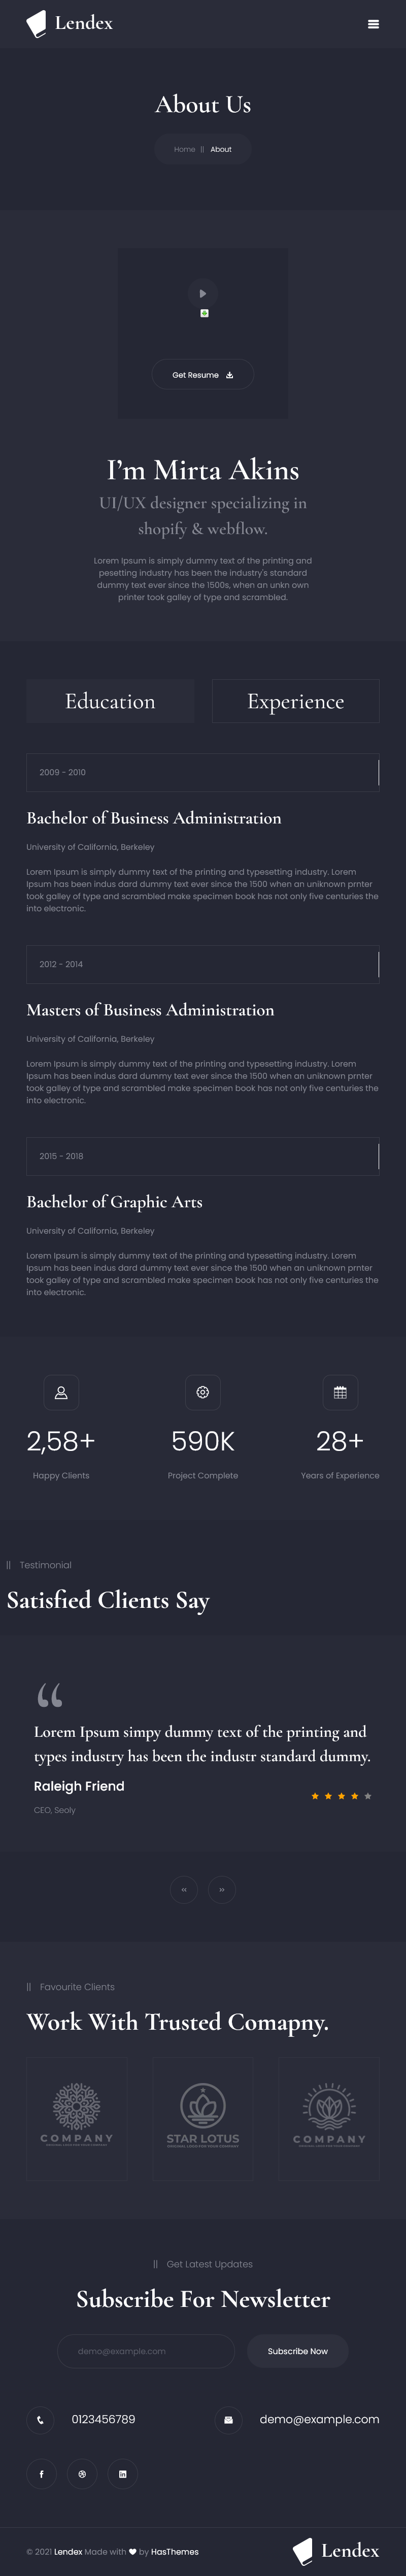 Lendex
About Us
Home || About
Get Resume
I’m Mirta Akins
UI/UX designer specializing in
shopify & webflow.
Lorem Ipsum is simply dummy text of the printing and
pesetting industry has been the industry's standard
dummy text ever since the 1500s, when an unkn own
printer took galley of type and scrambled.
Education
Experience
2009 - 2010
Bachelor of Business Administration
University of California, Berkeley
Lorem Ipsum is simply dummy text of the printing and typesetting industry. Lorem
Ipsum has been indus dard dummy text ever since the 1500 when an uniknown prnter
took galley of type and scrambled make specimen book has not only five centuries the
into electronic.
2012 - 2014
Masters of Business Administration
University of California, Berkeley
Lorem Ipsum is simply dummy text of the printing and typesetting industry. Lorem
Ipsum has been indus dard dummy text ever since the 1500 when an uniknown prnter
took galley of type and scrambled make specimen book has not only five centuries the
into electronic.
2015 - 2018
Bachelor of Graphic Arts
University of California, Berkeley
Lorem Ipsum is simply dummy text of the printing and typesetting industry. Lorem
Ipsum has been indus dard dummy text ever since the 1500 when an uniknown prnter
took galley of type and scrambled make specimen book has not only five centuries the
into electronic.
2,58+
590K
28+
Happy Clients
Project Complete
Years of Experience
|| Testimonial
Satisfied Clients Say
“
Lorem Ipsum simpy dummy text of the printing and
types industry has been the industr standard dummy.
Raleigh Friend
CEO, Seoly
|| Favourite Clients
Work With Trusted Comapny.
COMPANY
STAR LOTUS
COMPANY
|| Get Latest Updates
Subscribe For Newsletter
demo@example.com
Subscribe Now
0123456789
demo@example.com
© 2021 Lendex Made with ❤ by HasThemes
Lendex